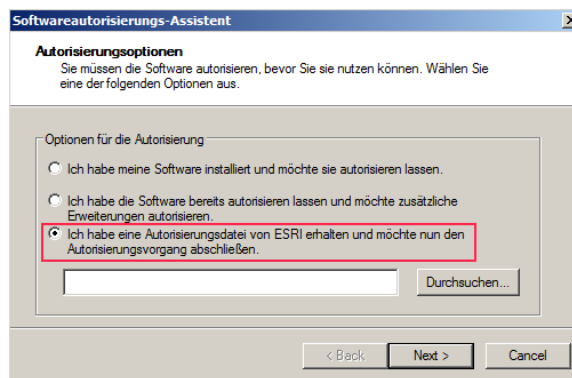 Softwareautorisierungs-Assistent
Autorisierungsoptionen
Sie müssen die Software autorisieren, bevor Sie sie nutzen können. Wählen Sie
eine der folgenden Optionen aus.
Optionen für die Autorisierung
Ich habe meine Software installiert und möchte sie autorisieren lassen.
Ich habe die Software bereits autorisieren lassen und möchte zusätzliche
Erweiterungen autorisieren.
Ich habe eine Autorisierungsdatei von ESRI erhalten und möchte nun den
Autorisierungsvorgang abschließen.
Durchsuchen...
< Back Next > Cancel